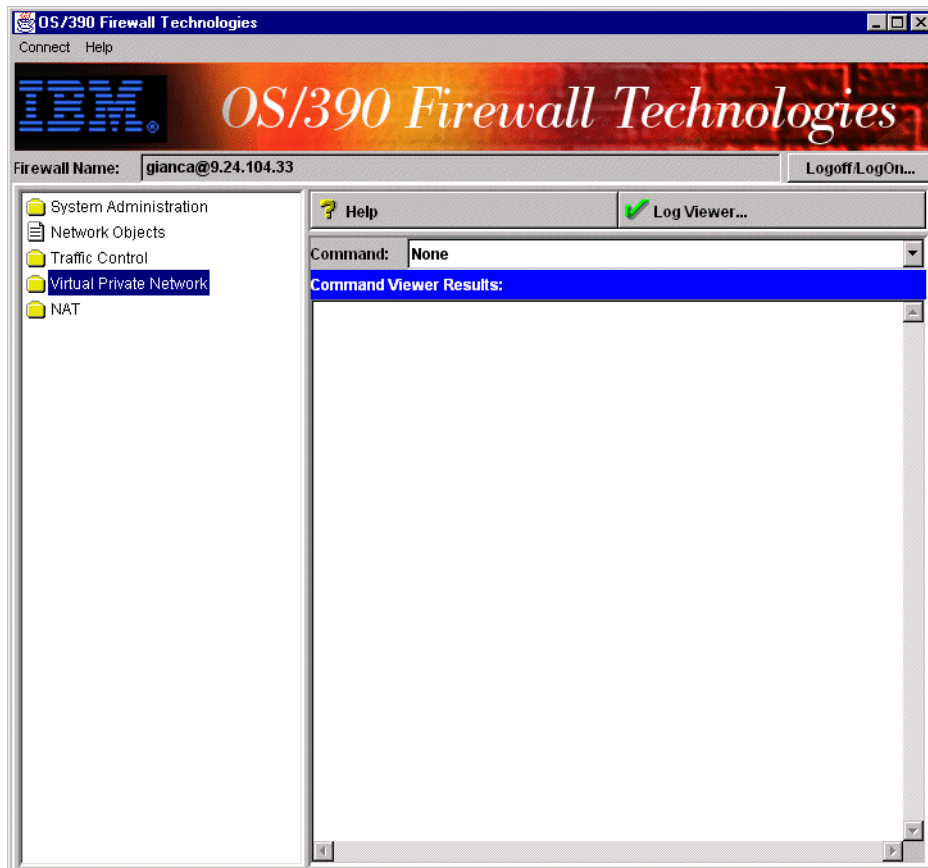 OS/390 Firewall Technologies
Connect Help
IBM® OS/390 Firewall Technologies
Firewall Name: gianca@9.24.104.33 Logoff/LogOn...
System Administration
Network Objects
Traffic Control
Virtual Private Network
NAT
? Help Log Viewer...
Command: None
Command Viewer Results: